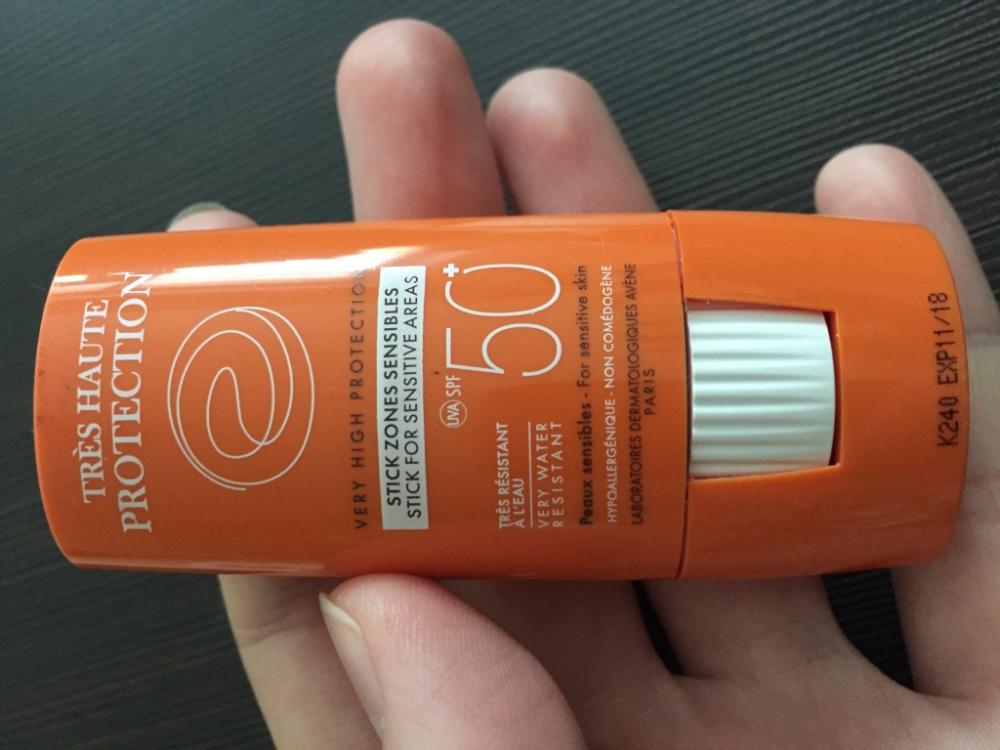 TRÈS HAUTE
PROTECTION
VERY HIGH PROTECTION
STICK ZONES SENSIBLES
STICK FOR SENSITIVE AREAS
UVA SPF 50+
TRÈS RÉSISTANT
À L'EAU
VERY WATER
RESISTANT
Peaux sensibles - For sensitive skin
HYPOALLERGÉNIQUE - NON COMÉDOGÈNE
LABORATOIRES DERMATOLOGIQUES AVÈNE
PARIS
K240 EXP11/18